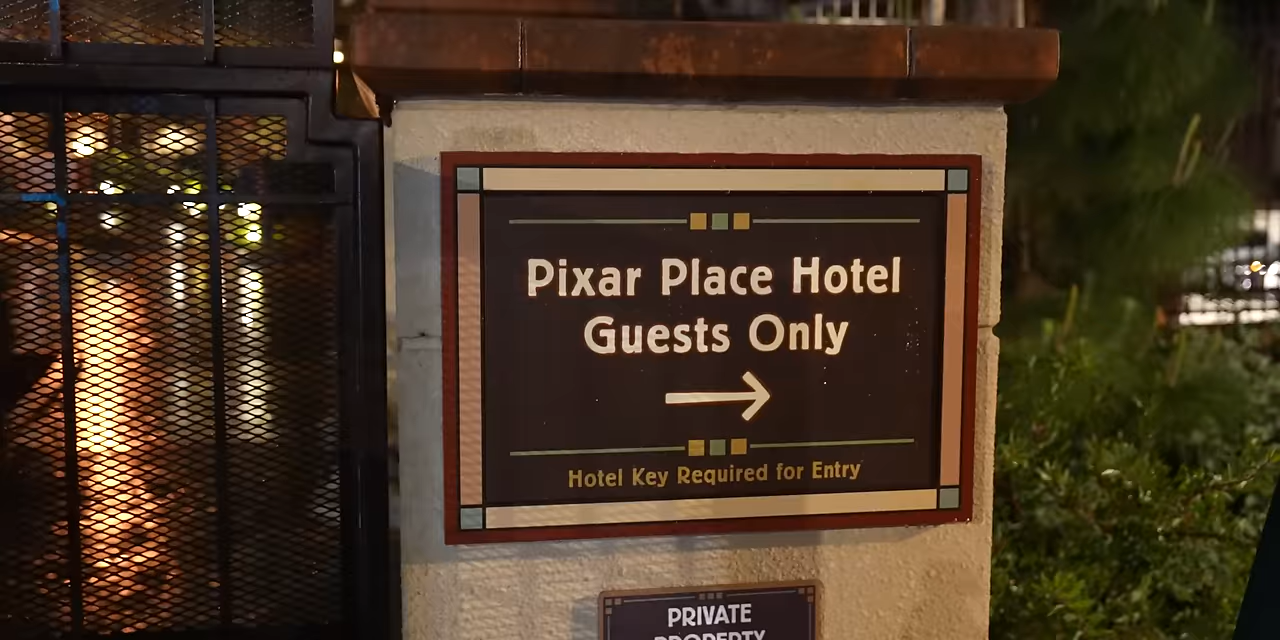 Pixar Place Hotel
Guests Only
Hotel Key Required for Entry
PRIVATE
PROPERTY